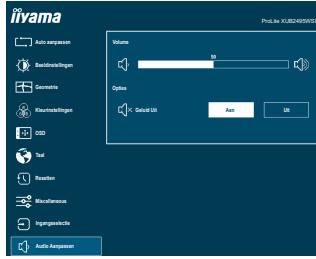 iiyama
ProLite XUB2495WSU
Auto aanpassen
Beeldinstellingen
Geometrie
Kleurinstellingen
OSD
Taal
Resetten
Miscellaneous
Ingangsselectie
Audio Aanpassen
Volume
50
Opties
Geluid Uit
Aan
Uit